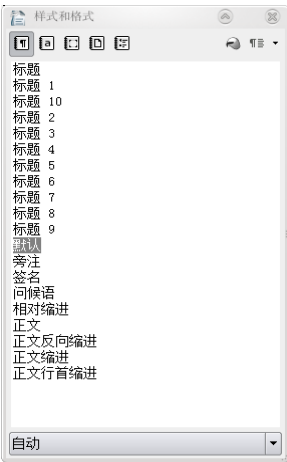 样式和格式
标题
标题 1
标题 10
标题 2
标题 3
标题 4
标题 5
标题 6
标题 7
标题 8
标题 9
默认
旁注
签名
问候语
相对缩进
正文
正文反向缩进
正文缩进
正文行首缩进
自动